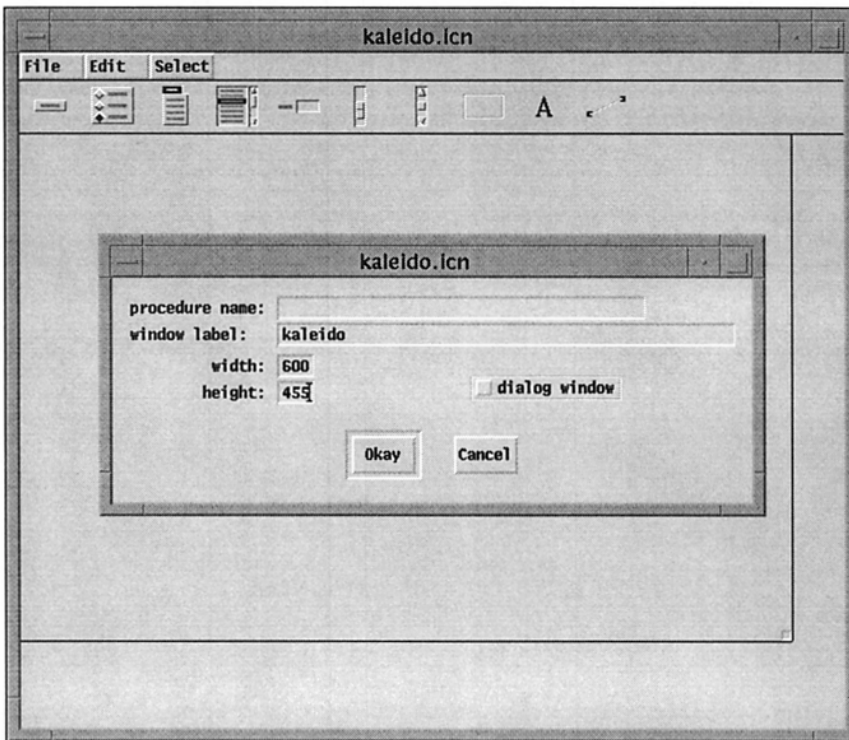 kaleido.icn
File Edit Select
A
kaleido.icn
procedure name:
window label: kaleido
width: 600
height: 455
dialog window
Okay Cancel